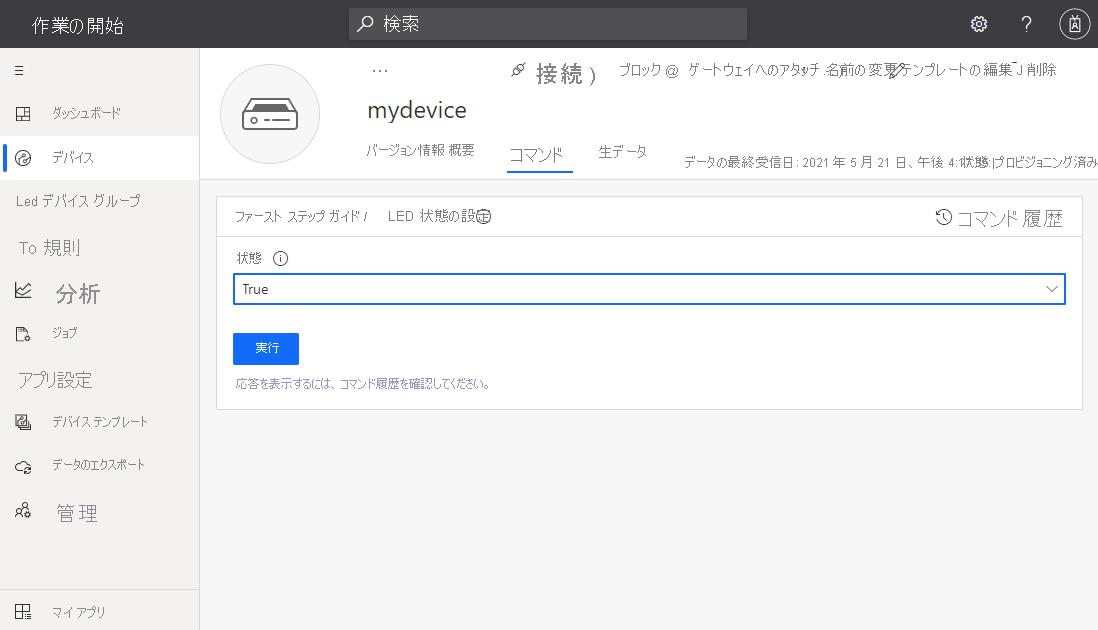 作業の開始
検索
?
ダッシュボード
デバイス
Led デバイス グループ
To 規則
分析
ジョブ
アプリ設定
デバイス テンプレート
データのエクスポート
管理
マイ アプリ
...
接続 )
ブロック @ ゲートウェイへのアタッチ 名前の変更 テンプレートの編集 J 削除
mydevice
バージョン情報 概要
コマンド
生データ
データの最終受信日: 2021 年 5 月 21 日、午後 4: 状態: プロビジョニング済み
ファースト ステップ ガイド / LED 状態の設定
コマンド履歴
状態
True
実行
応答を表示するには、コマンド履歴を確認してください。